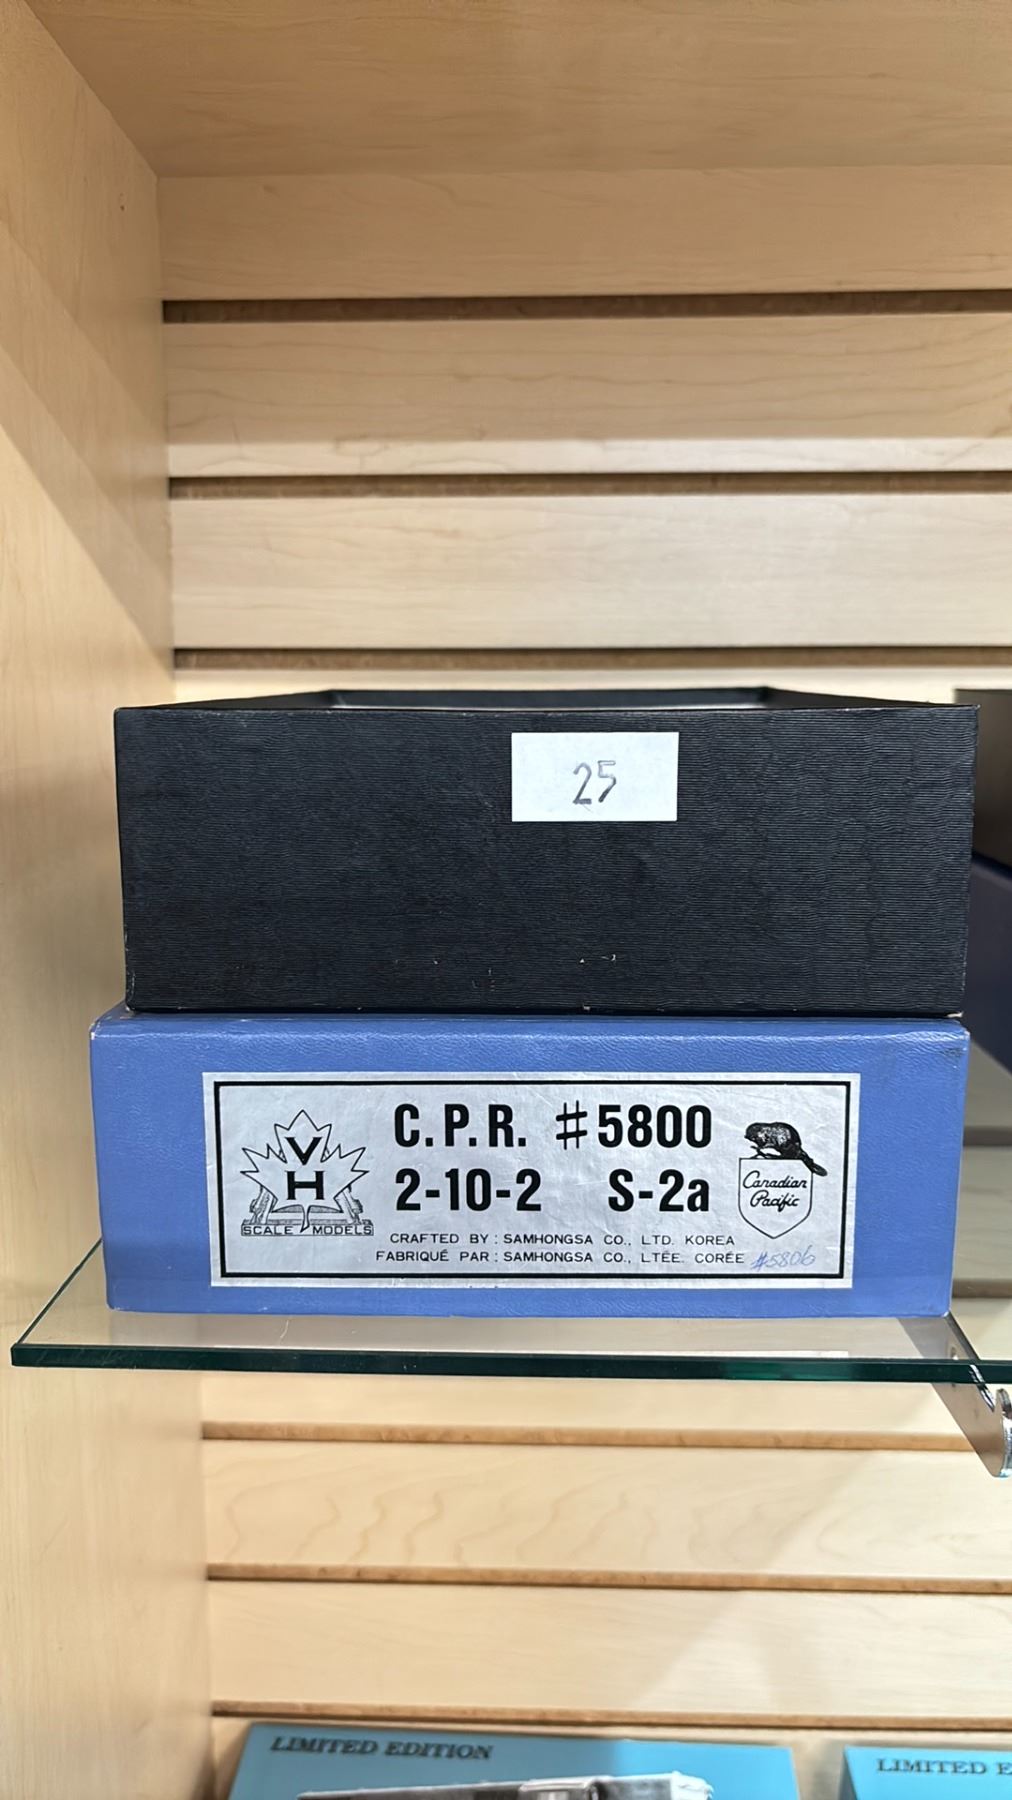 25
C.P.R. #5800
2-10-2 S-2a
VH
SCALE MODELS
Canadian
Pacific
CRAFTED BY : SAMHONGSA CO., LTD. KOREA
FABRIQUÉ PAR : SAMHONGSA CO., LTÉE. CORÉE
#5806
LIMITED EDITION
LIMITED E